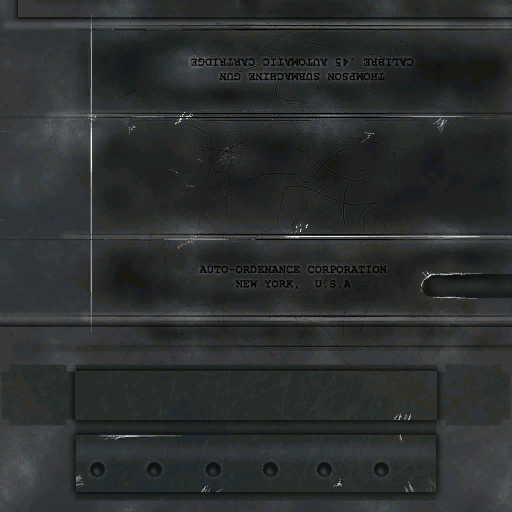 THOMPSON SUBMACHINE GUN
CALIBRE .45 AUTOMATIC CARTRIDGE
AUTO-ORDENANCE CORPORATION
NEW YORK, U.S.A